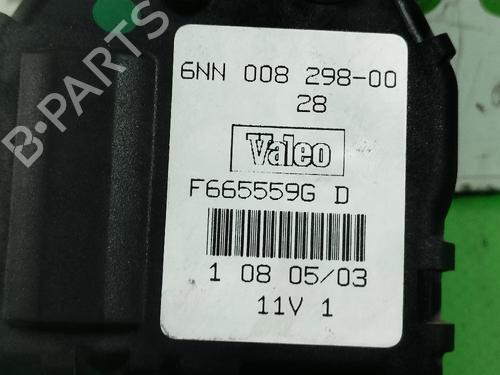 6NN 008 298-00
28
Valeo
F665559G D
1 08 05/03
11V 1
B-PARTS